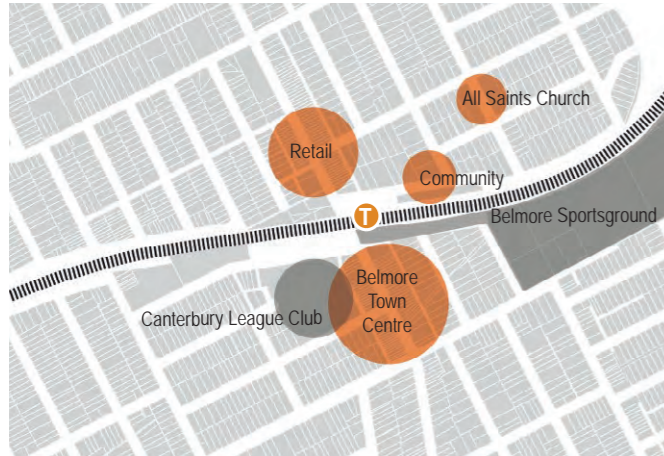 All Saints Church
Retail
Community
T
Belmore Sportsground
Belmore
Town
Centre
Canterbury League Club